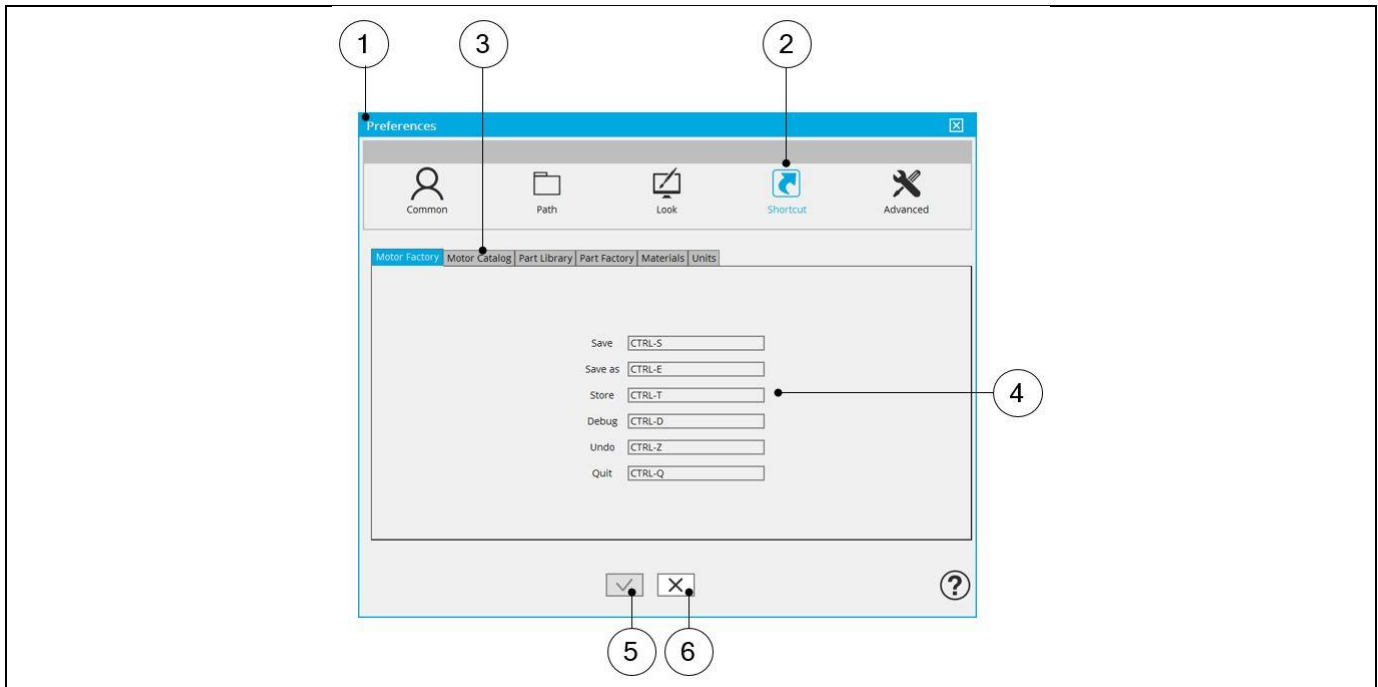 1 3 2
Preferences
Common Path Look Shortcut Advanced
Motor Factory Motor Catalog Part Library Part Factory Materials Units
Save CTRL-S
Save as CTRL-E
Store CTRL-T
4
Debug CTRL-D
Undo CTRL-Z
Quit CTRL-Q
?
5 6